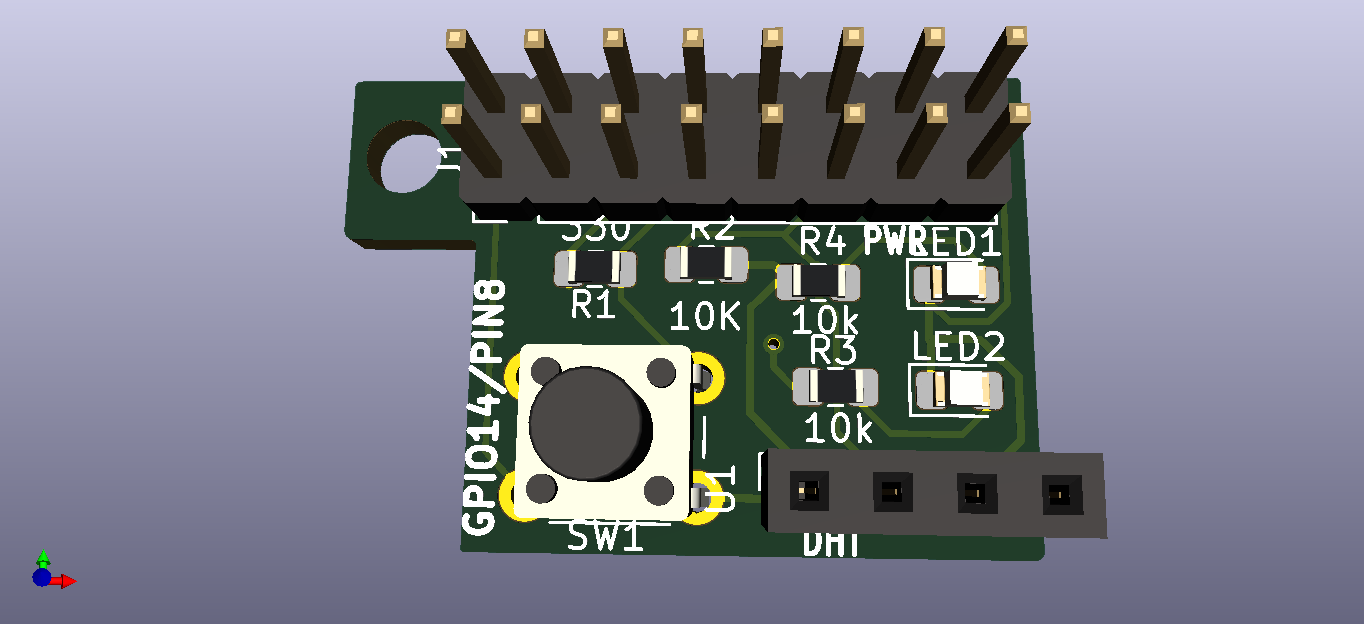 J1
330
R2
R4
PWR
LED1
R1
10K
10k
GPIO14/PIN8
R3
LED2
10k
U1
SW1
DHT